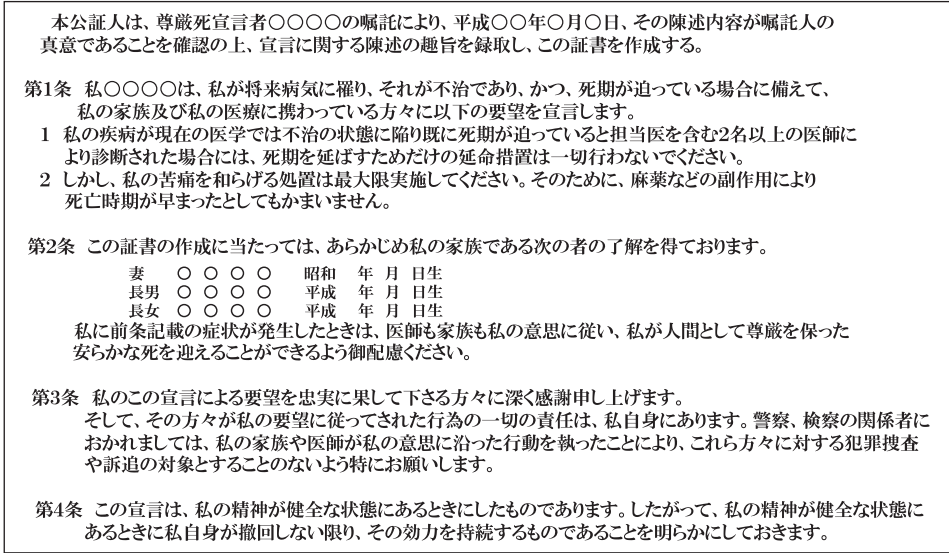 本公証人は、尊厳死宣言者〇〇〇〇の嘱託により、平成〇〇年〇月〇日、その陳述内容が嘱託人の
真意であることを確認の上、宣言に関する陳述の趣旨を録取し、この証書を作成する。
第1条 私〇〇〇〇は、私が将来病気に罹り、それが不治であり、かつ、死期が迫っている場合に備えて、
私の家族及び私の医療に携わっている方々に以下の要望を宣言します。
1 私の疾病が現在の医学では不治の状態に陥り既に死期が迫っていると担当医を含む2名以上の医師に
より診断された場合には、死期を延ばすためだけの延命措置は一切行わないでください。
2 しかし、私の苦痛を和らげる処置は最大限実施してください。そのために、麻薬などの副作用により
死亡時期が早まったとしてもかまいません。
第2条 この証書の作成に当たっては、あらかじめ私の家族である次の者の了解を得ております。
妻 〇 〇 〇 〇 昭和 年 月 日生
長男 〇 〇 〇 〇 平成 年 月 日生
長女 〇 〇 〇 〇 平成 年 月 日生
私に前条記載の症状が発生したときは、医師も家族も私の意思に従い、私が人間として尊厳を保った
安らかな死を迎えることができるよう御配慮ください。
第3条 私のこの宣言による要望を忠実に果して下さる方々に深く感謝申し上げます。
そして、その方々が私の要望に従ってされた行為の一切の責任は、私自身にあります。警察、検察の関係者に
おかれましては、私の家族や医師が私の意思に沿った行動を執ったことにより、これら方々に対する犯罪捜査
や訴追の対象とすることのないよう特にお願いします。
第4条 この宣言は、私の精神が健全な状態にあるときにしたものであります。したがって、私の精神が健全な状態に
あるときに私自身が撤回しない限り、その効力を持続するものであることを明らかにしておきます。